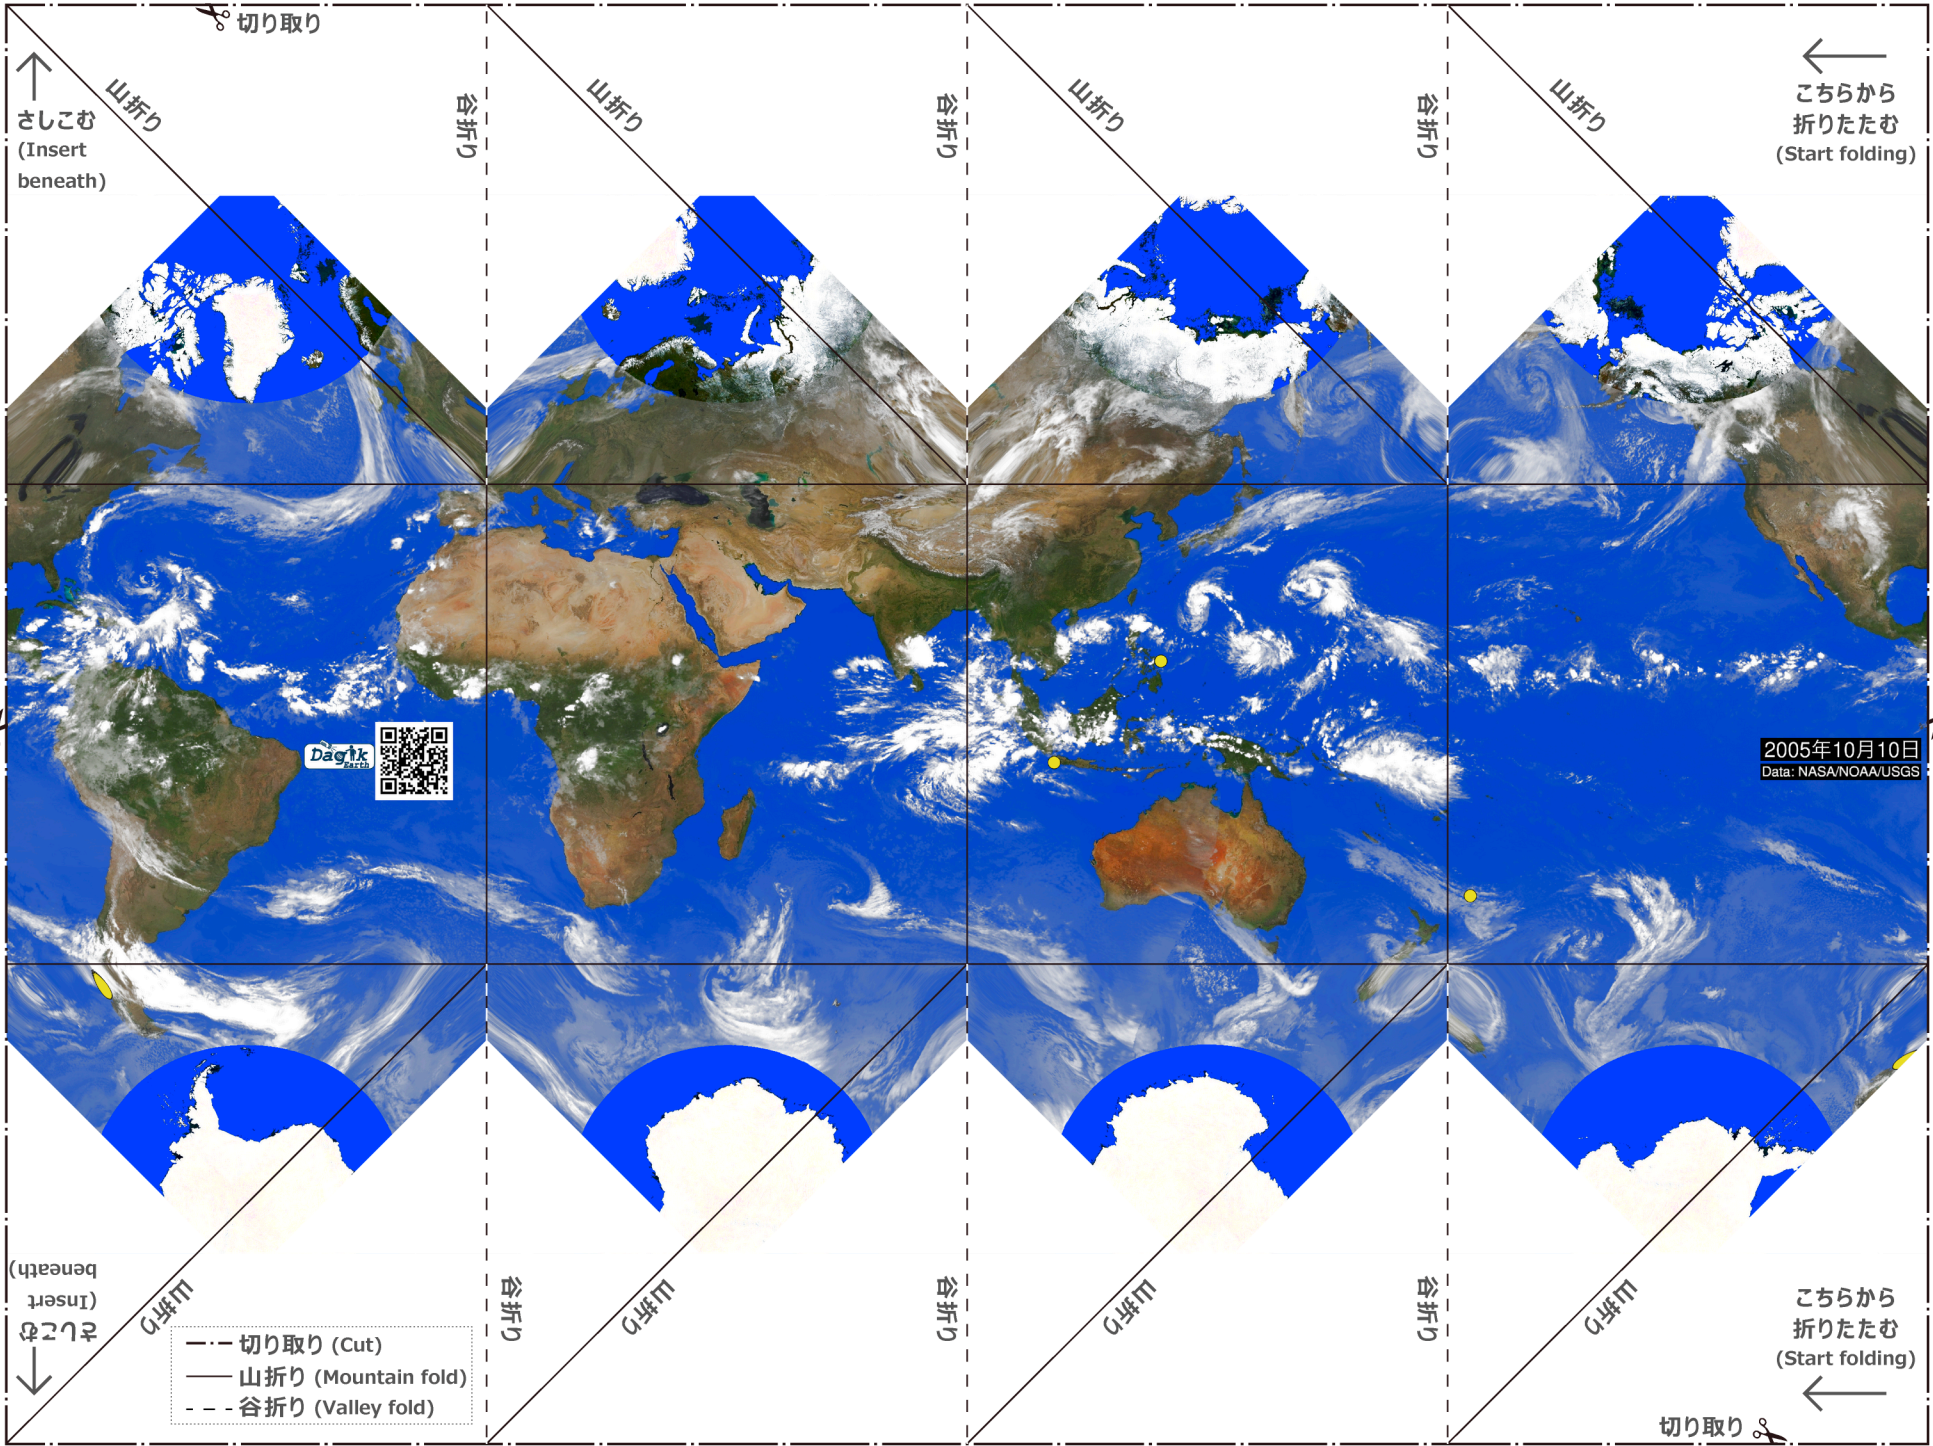 切り取り
山折り
谷折り
山折り
谷折り
山折り
谷折り
山折り
さしこむ
(Insert
beneath)
こちらから
折りたたむ
(Start folding)
Dagik
Earth
2005年10月10日
Data: NASA/NOAA/USGS
さしこむ
(Insert
beneath)
山折り
谷折り
山折り
谷折り
山折り
谷折り
山折り
切り取り (Cut)
山折り (Mountain fold)
谷折り (Valley fold)
こちらから
折りたたむ
(Start folding)
切り取り